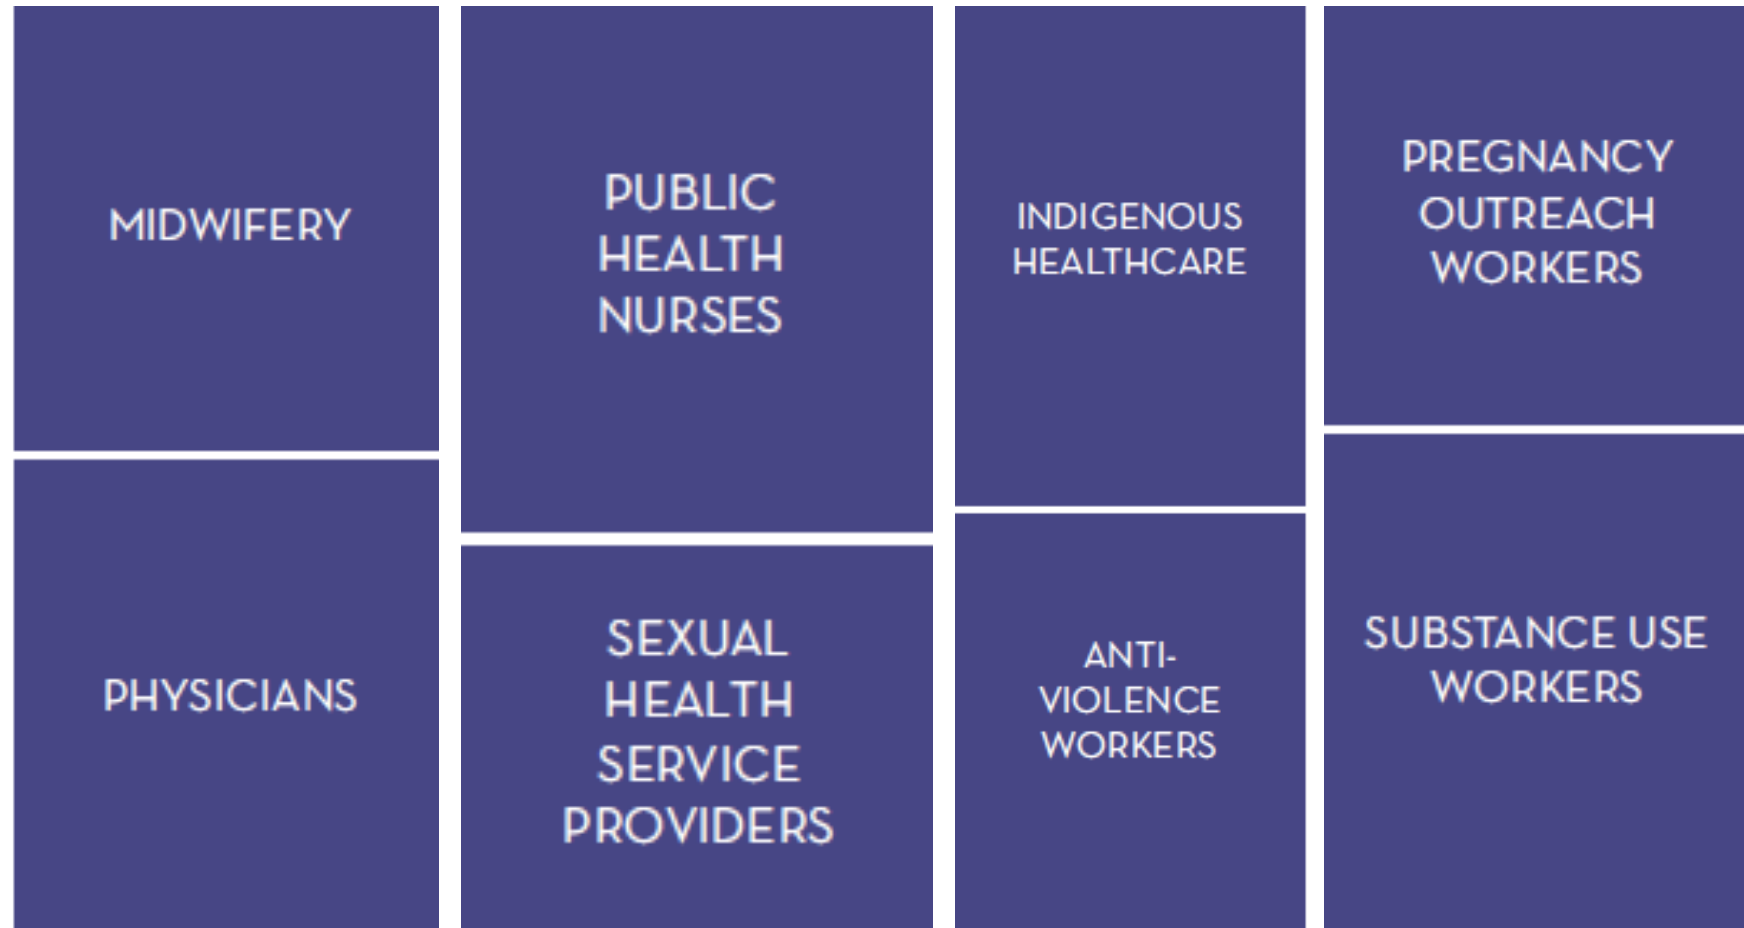 MIDWIFERY
PUBLIC
HEALTH
NURSES
INDIGENOUS
HEALTHCARE
PREGNANCY
OUTREACH
WORKERS
PHYSICIANS
SEXUAL
HEALTH
SERVICE
PROVIDERS
ANTI-
VIOLENCE
WORKERS
SUBSTANCE USE
WORKERS